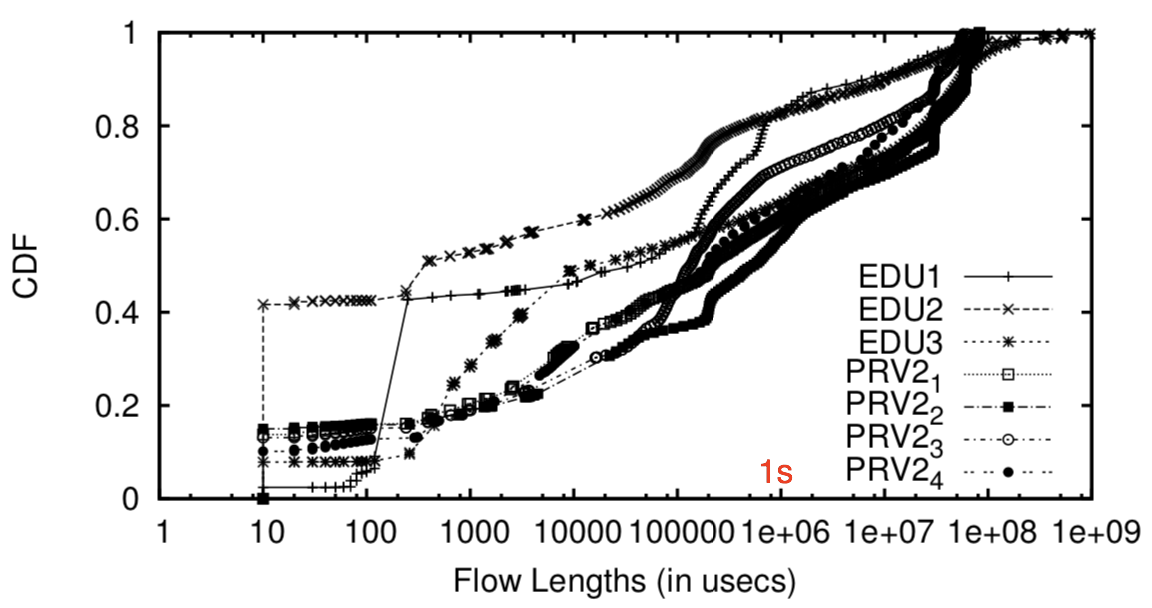 1
0.8
0.6
0.4
0.2
0
CDF
EDU1
EDU2
EDU3
PRV2₁
PRV2₂
PRV2₃
PRV2₄
1s
1 10 100 1000 10000 100000 1e+06 1e+07 1e+08 1e+09
Flow Lengths (in usecs)